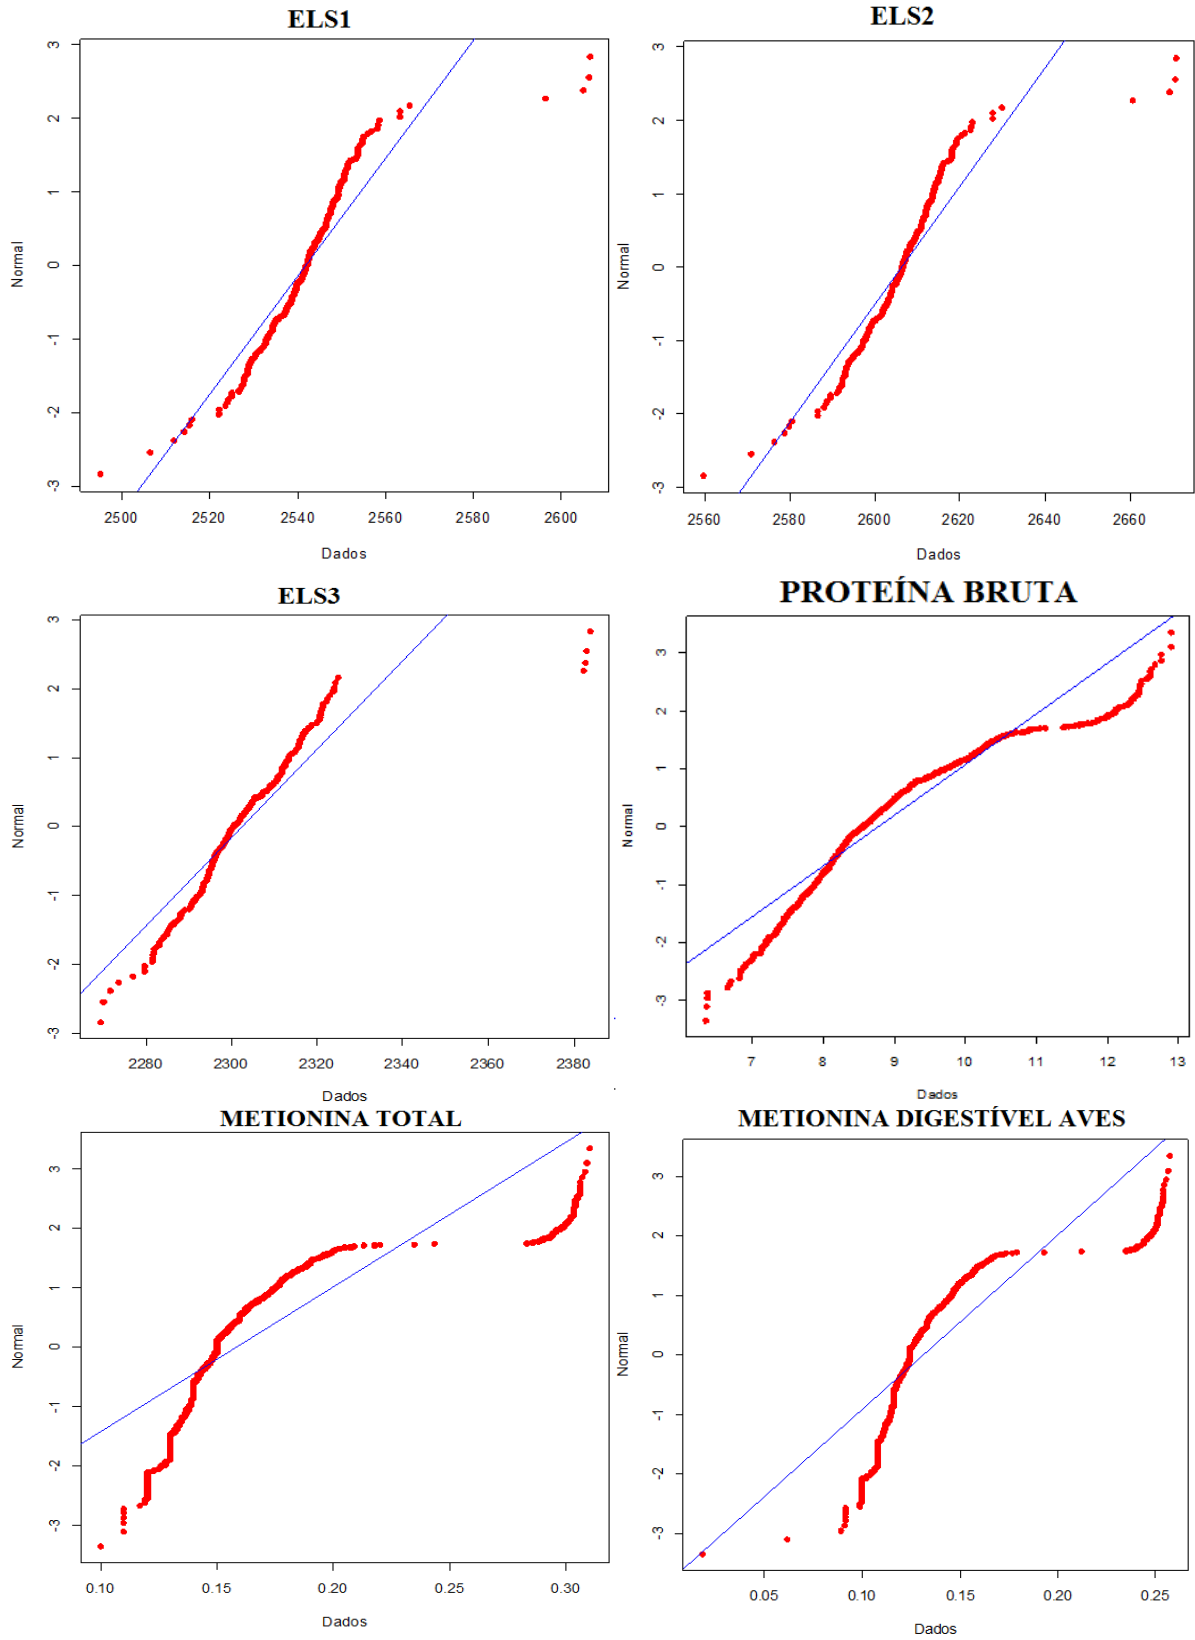 ELS1
3
2
1
0
-1
-2
-3
Normal
2500 2520 2540 2560 2580 2600
Dados
ELS2
3
2
1
0
-1
-2
-3
Normal
2560 2580 2600 2620 2640 2660
Dados
ELS3
3
2
1
0
-1
-2
-3
Normal
2280 2300 2320 2340 2360 2380
Dados
PROTEÍNA BRUTA
3
2
1
0
-1
-2
-3
Normal
7 8 9 10 11 12 13
Dados
METIONINA TOTAL
3
2
1
0
-1
-2
-3
Normal
0.10 0.15 0.20 0.25 0.30
Dados
METIONINA DIGESTÍVEL AVES
3
2
1
0
-1
-2
-3
Normal
0.05 0.10 0.15 0.20 0.25
Dados